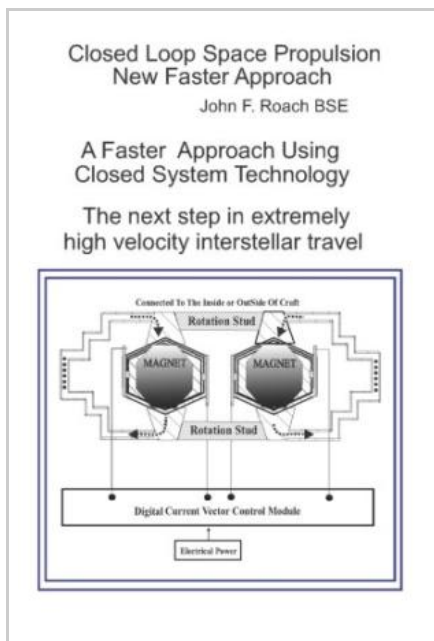 Closed Loop Space Propulsion
New Faster Approach
John F. Roach BSE
A Faster Approach Using
Closed System Technology
The next step in extremely
high velocity interstellar travel
Connected To The Inside or OutSide Of Craft
Rotation Stud
MAGNET
MAGNET
Rotation Stud
Digital Current Vector Control Module
Electrical Power